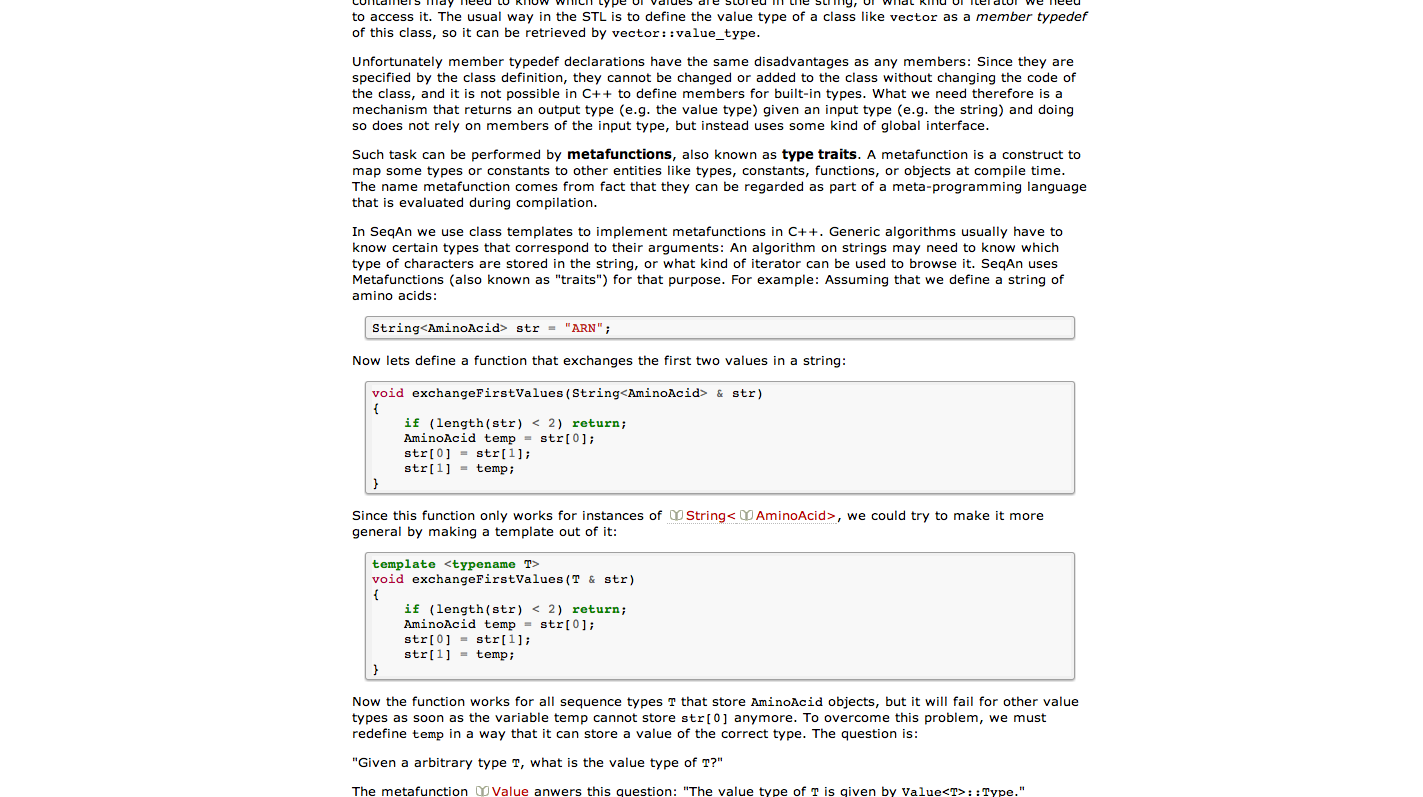 containers may need to know which type of values are stored in the string, or what kind of iterator we need
to access it. The usual way in the STL is to define the value type of a class like vector as a member typedef
of this class, so it can be retrieved by vector::value_type.
Unfortunately member typedef declarations have the same disadvantages as any members: Since they are
specified by the class definition, they cannot be changed or added to the class without changing the code of
the class, and it is not possible in C++ to define members for built-in types. What we need therefore is a
mechanism that returns an output type (e.g. the value type) given an input type (e.g. the string) and doing
so does not rely on members of the input type, but instead uses some kind of global interface.
Such task can be performed by metafunctions, also known as type traits. A metafunction is a construct to
map some types or constants to other entities like types, constants, functions, or objects at compile time.
The name metafunction comes from fact that they can be regarded as part of a meta-programming language
that is evaluated during compilation.
In SeqAn we use class templates to implement metafunctions in C++. Generic algorithms usually have to
know certain types that correspond to their arguments: An algorithm on strings may need to know which
type of characters are stored in the string, or what kind of iterator can be used to browse it. SeqAn uses
Metafunctions (also known as "traits") for that purpose. For example: Assuming that we define a string of
amino acids:
String<AminoAcid> str = "ARN";
Now lets define a function that exchanges the first two values in a string:
void exchangeFirstValues(String<AminoAcid> & str)
{
    if (length(str) < 2) return;
    AminoAcid temp = str[0];
    str[0] = str[1];
    str[1] = temp;
}
Since this function only works for instances of String< AminoAcid>, we could try to make it more
general by making a template out of it:
template <typename T>
void exchangeFirstValues(T & str)
{
    if (length(str) < 2) return;
    AminoAcid temp = str[0];
    str[0] = str[1];
    str[1] = temp;
}
Now the function works for all sequence types T that store AminoAcid objects, but it will fail for other value
types as soon as the variable temp cannot store str[0] anymore. To overcome this problem, we must
redefine temp in a way that it can store a value of the correct type. The question is:
"Given a arbitrary type T, what is the value type of T?"
The metafunction Value anwers this question: "The value type of T is given by Value<T>::Type."